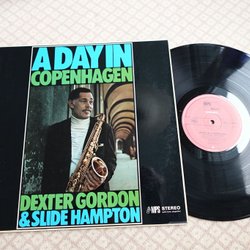 A DAY IN
COPENHAGEN
DEXTER GORDON
& SLIDE HAMPTON
MPS STEREO